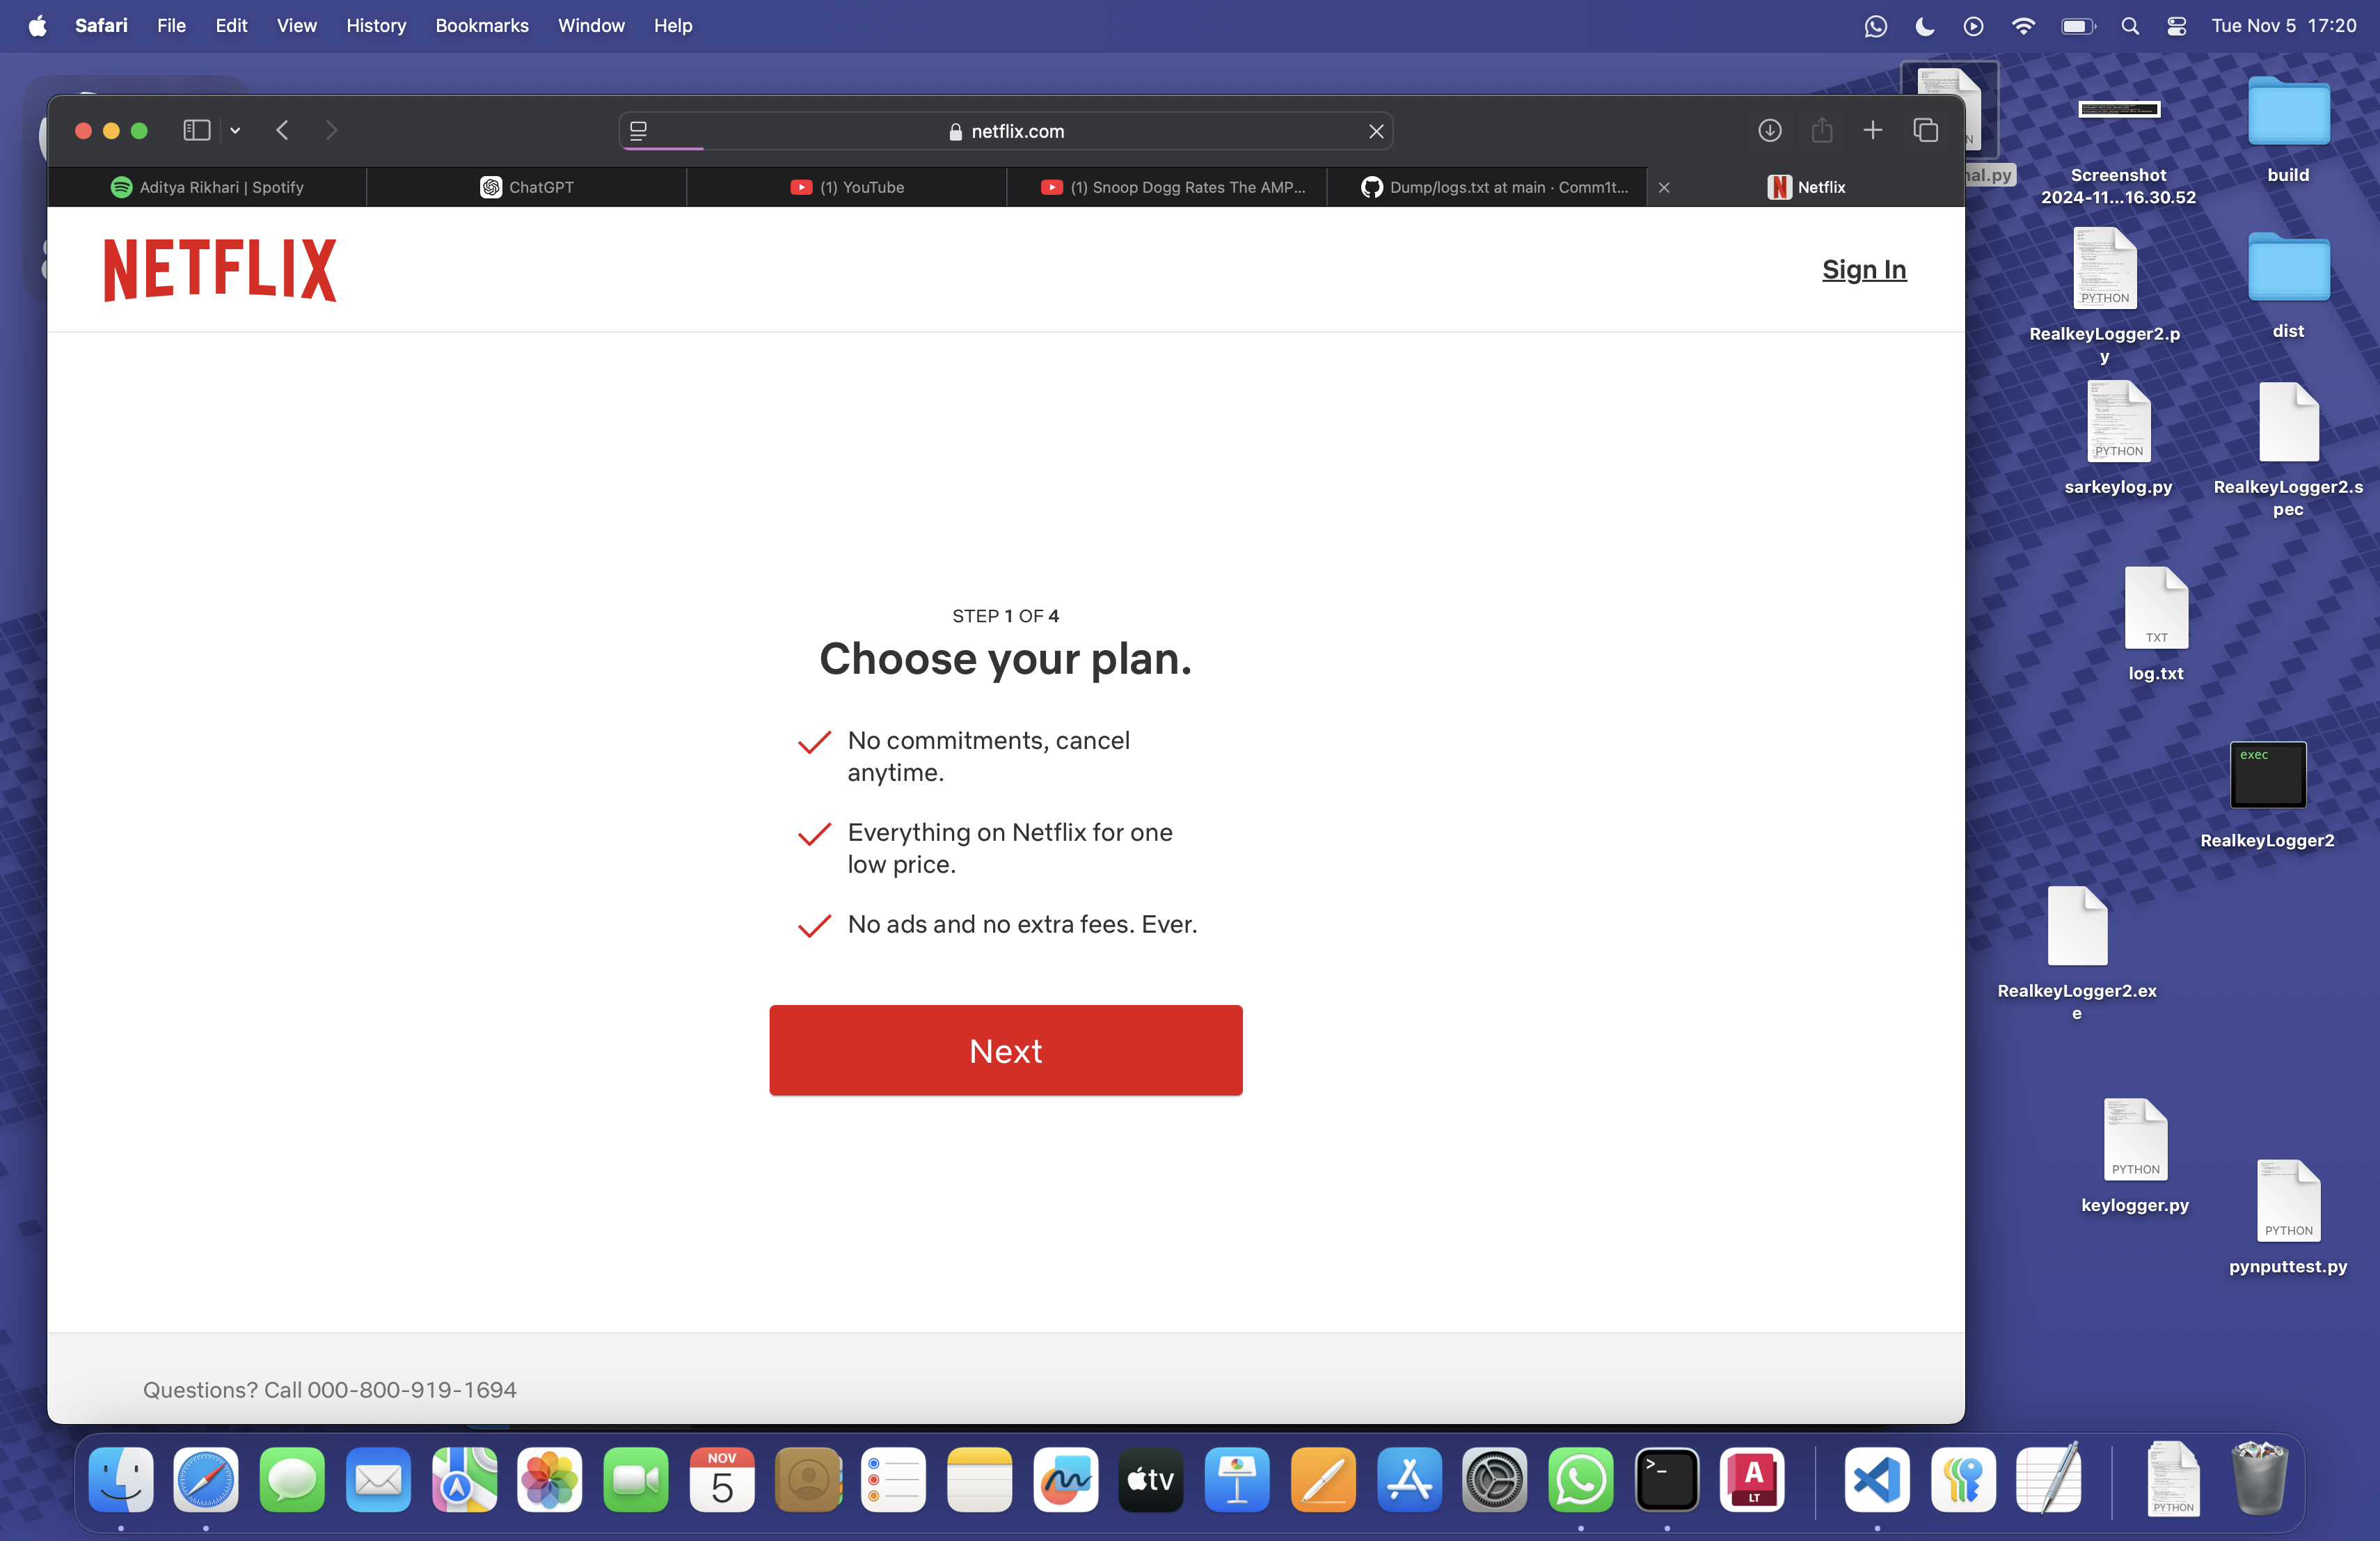 Safari File Edit View History Bookmarks Window Help
Tue Nov 5 17:20
netflix.com
Aditya Rikhari | Spotify
ChatGPT
(1) YouTube
(1) Snoop Dogg Rates The AMP...
Dump/logs.txt at main · Comm1t...
Netflix
NETFLIX
Sign In
STEP 1 OF 4
Choose your plan.
No commitments, cancel
anytime.
Everything on Netflix for one
low price.
No ads and no extra fees. Ever.
Next
Questions? Call 000-800-919-1694
Screenshot
2024-11...16.30.52
build
PYTHON
RealkeyLogger2.p
y
dist
PYTHON
sarkeylog.py
RealkeyLogger2.s
pec
TXT
log.txt
exec
RealkeyLogger2
RealkeyLogger2.ex
e
PYTHON
keylogger.py
PYTHON
pynputtest.py
NOV
5
tv
A
LT
PYTHON